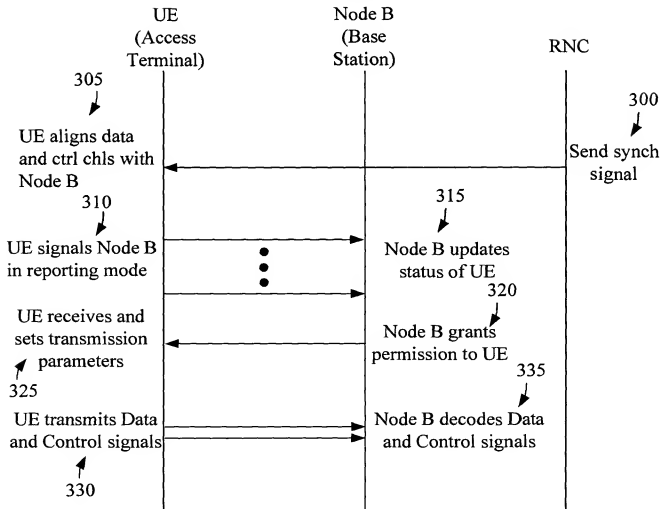 UE
(Access
Terminal)
Node B
(Base
Station)
RNC
305
300
UE aligns data
and ctrl chls with
Node B
Send synch
signal
310
315
UE signals Node B
in reporting mode
Node B updates
status of UE
320
UE receives and
sets transmission
parameters
Node B grants
permission to UE
325
335
UE transmits Data
and Control signals
Node B decodes Data
and Control signals
330